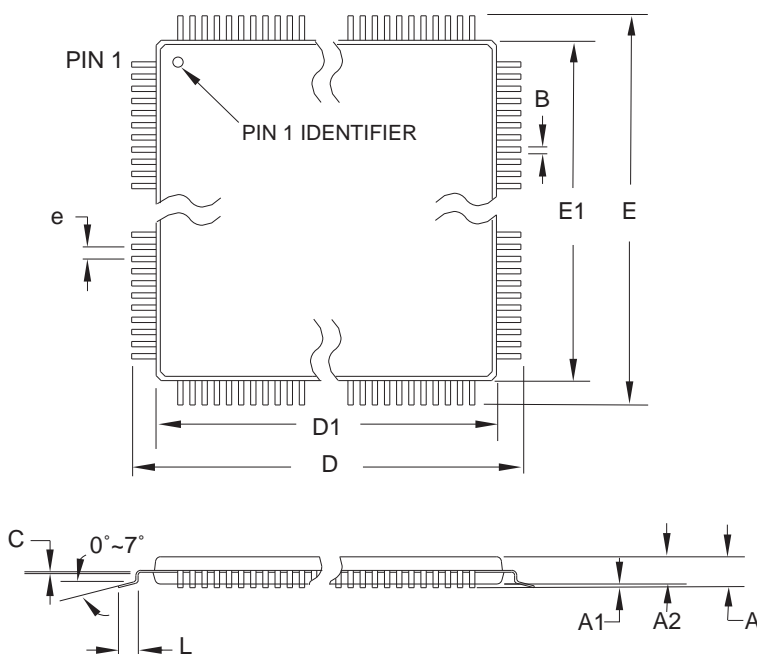 PIN 1
PIN 1 IDENTIFIER
B
e
E1
E
D1
D
C
0˚~7˚
L
A1
A2
A